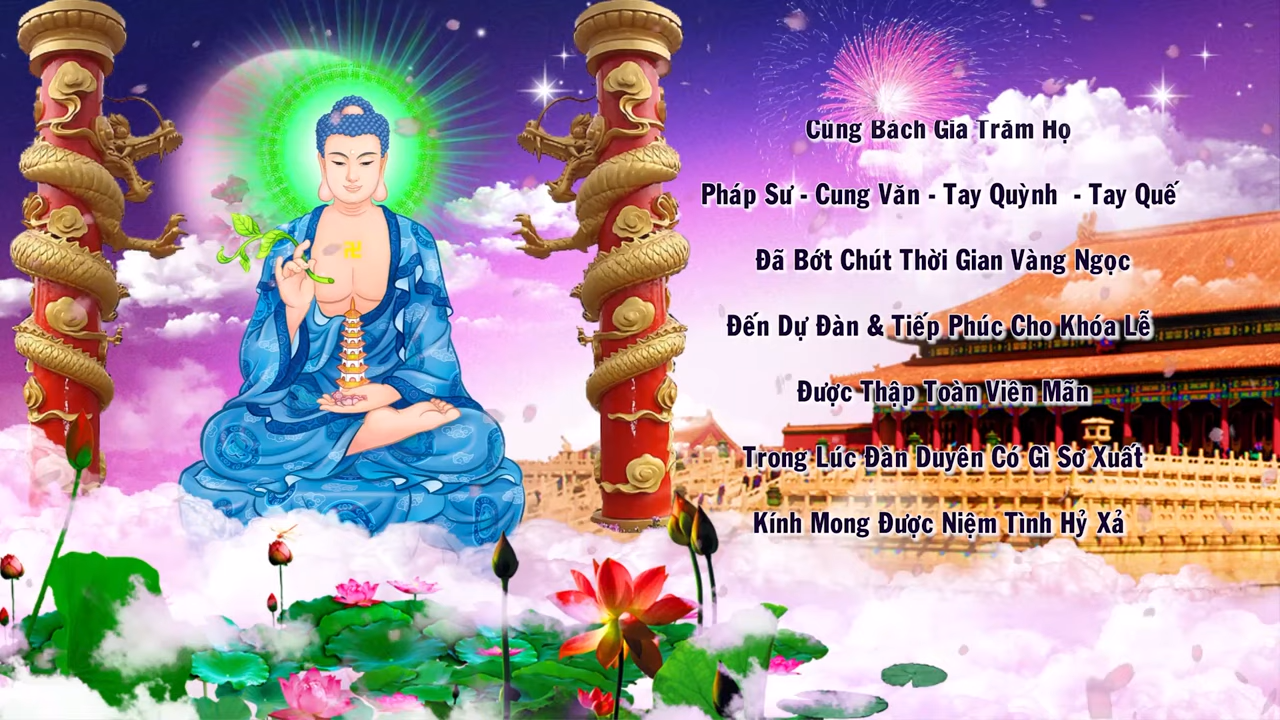 Cùng Bách Gia Trăm Họ
Pháp Sư - Cung Văn - Tay Quỳnh - Tay Quế
Đã Bớt Chút Thời Gian Vàng Ngọc
Đến Dự Đàn & Tiếp Phúc Cho Khóa Lễ
Được Thập Toàn Viên Mãn
Trong Lúc Đàn Duyên Có Gì Sơ Xuất
Kính Mong Được Niệm Tình Hỷ Xả